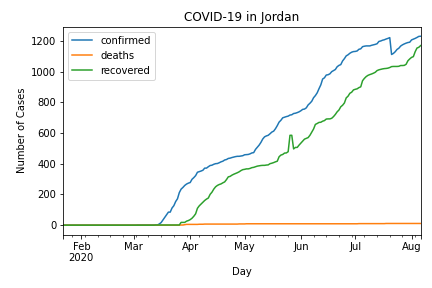 COVID-19 in Jordan
confirmed
deaths
recovered
Number of Cases
1200
1000
800
600
400
200
0
Feb Mar Apr May Jun Jul Aug
2020
Day